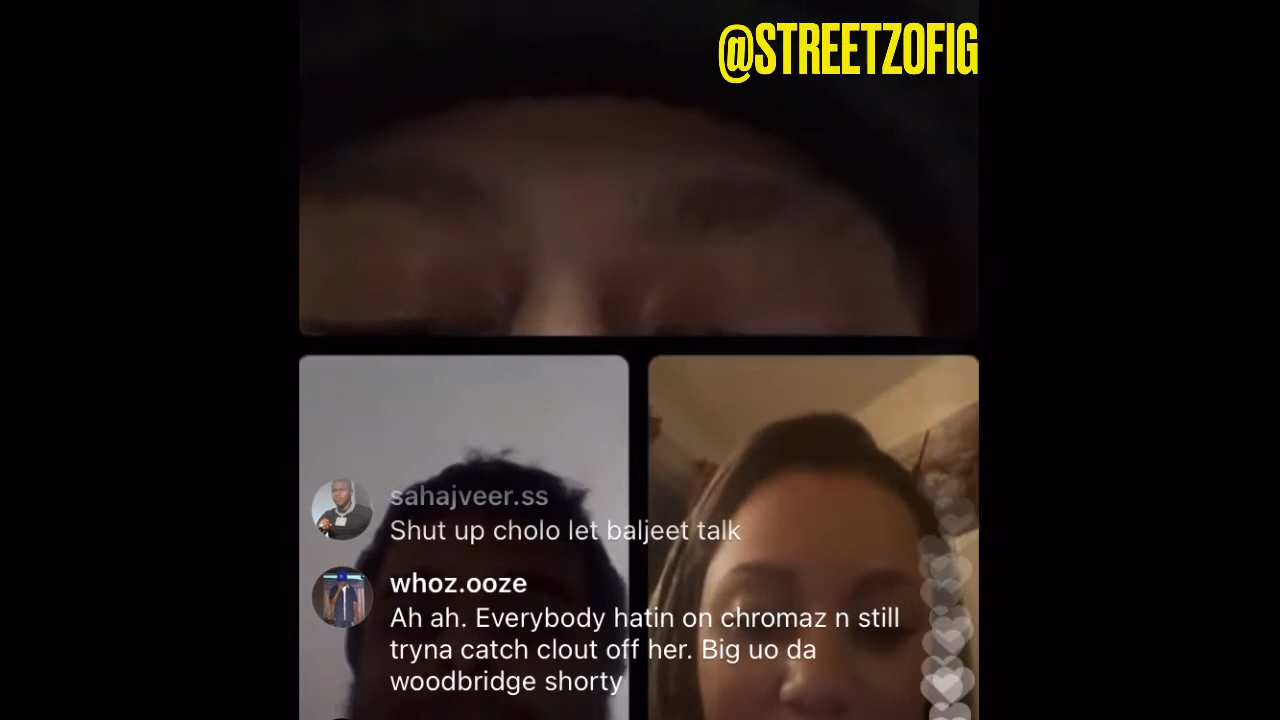 @STREETZOFIG
sahajveer.ss
Shut up cholo let baljeet talk
whoz.ooze
Ah ah. Everybody hatin on chromaz n still
tryna catch clout off her. Big uo da
woodbridge shorty